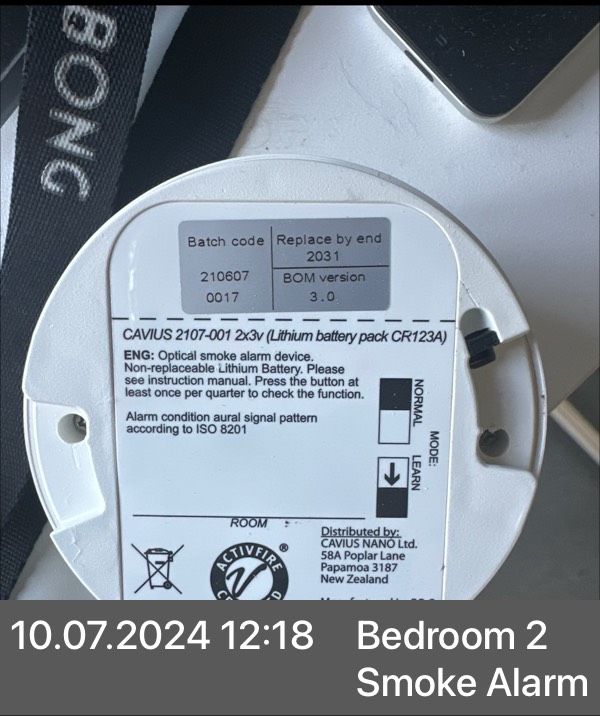 BONG
Batch code
210607
0017
Replace by end
2031
BOM version
3.0
CAVIUS 2107-001 2x3v (Lithium battery pack CR123A)
ENG: Optical smoke alarm device.
Non-replaceable Lithium Battery. Please
see instruction manual. Press the button at
least once per quarter to check the function.
Alarm condition aural signal pattern
according to ISO 8201
NORMAL
MODE:
LEARN
ROOM :
ACTIVFIRE ®
Distributed by:
CAVIUS NANO Ltd.
58A Poplar Lane
Papamoa 3187
New Zealand
10.07.2024 12:18
Bedroom 2
Smoke Alarm